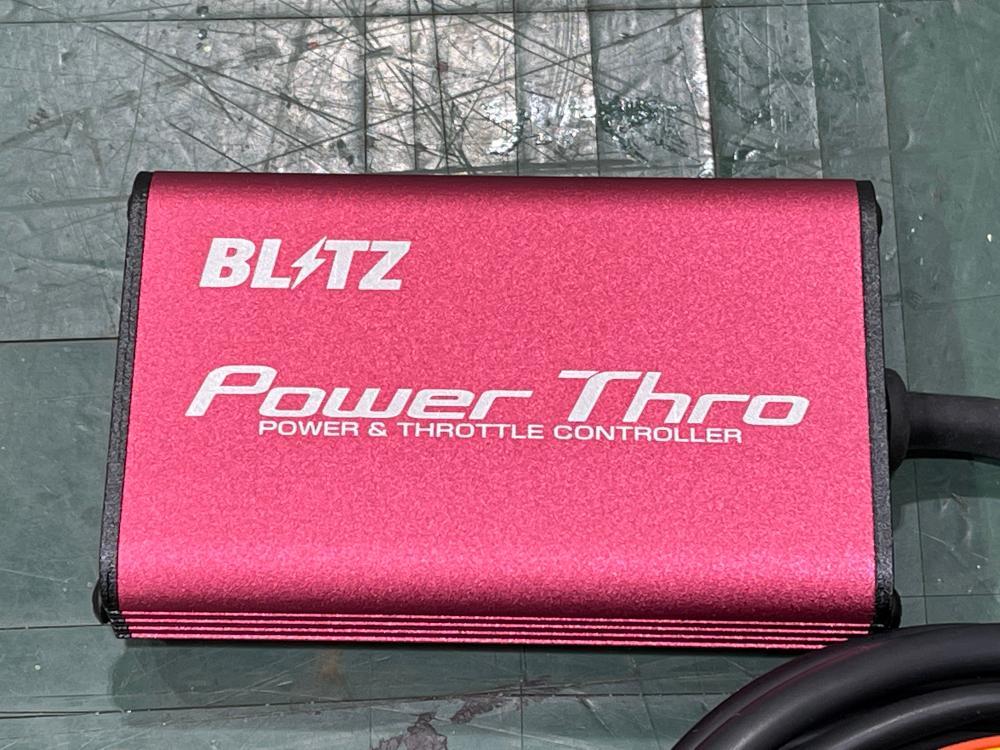 BLITZ
Power Thro
POWER & THROTTLE CONTROLLER